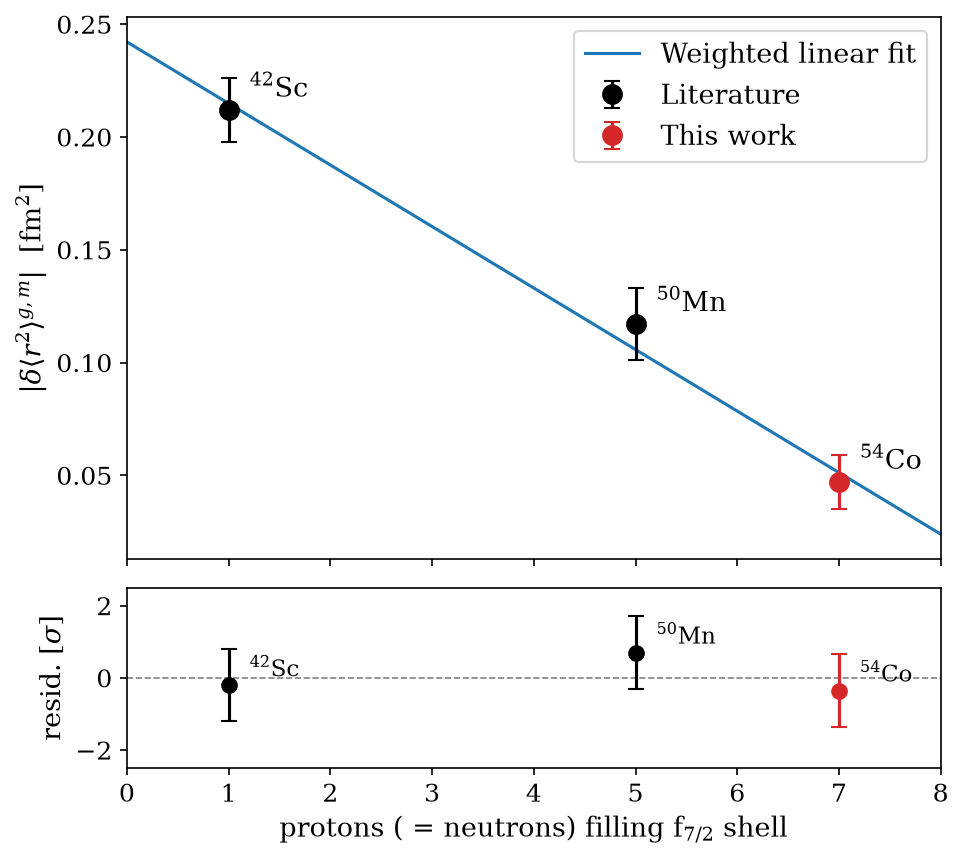 0.25
0.20
0.15
0.10
0.05
|δ⟨r²⟩ᵍ,ᵐ| [fm²]
Weighted linear fit
Literature
This work
⁴²Sc
⁵⁰Mn
⁵⁴Co
2
0
−2
resid. [σ]
⁴²Sc
⁵⁰Mn
⁵⁴Co
0 1 2 3 4 5 6 7 8
protons ( = neutrons) filling f₇/₂ shell